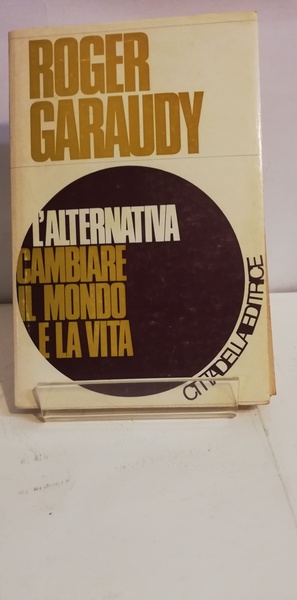 ROGER
GARAUDY
L'ALTERNATIVA
CAMBIARE
IL MONDO
E LA VITA
CITTADELLA EDITRICE